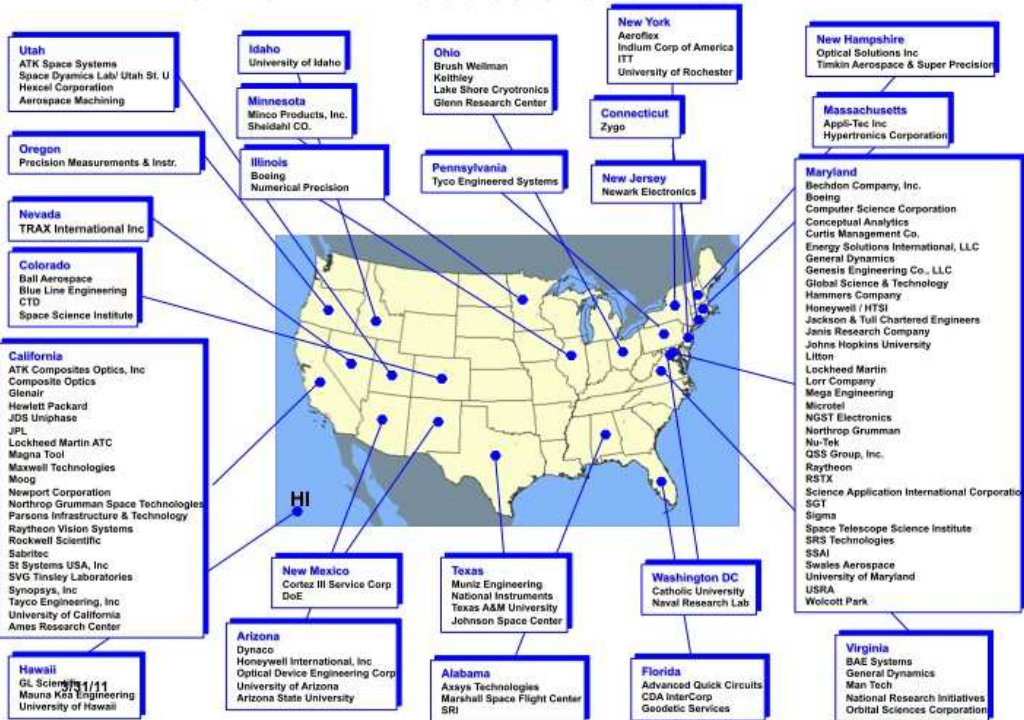 Utah
ATK Space Systems
Space Dyamics Lab/ Utah St. U
Hexcel Corporation
Aerospace Machining
Idaho
University of Idaho
Ohio
Brush Wellman
Keithley
Lake Shore Cryotronics
Glenn Research Center
New York
Aeroflex
Indium Corp of America
ITT
University of Rochester
New Hampshire
Optical Solutions Inc
Timkin Aerospace & Super Precision
Minnesota
Minco Products, Inc.
Sheidahl CO.
Connecticut
Zygo
Massachusetts
Appli-Tec Inc
Hypertronics Corporation
Oregon
Precision Measurements & Instr.
Illinois
Boeing
Numerical Precision
Pennsylvania
Tyco Engineered Systems
New Jersey
Newark Electronics
Maryland
Bechdon Company, Inc.
Boeing
Computer Science Corporation
Conceptual Analytics
Curtis Management Co.
Energy Solutions International, LLC
General Dynamics
Genesis Engineering Co., LLC
Global Science & Technology
Hammers Company
Honeywell / HTSI
Jackson & Tull Chartered Engineers
Janis Research Company
Johns Hopkins University
Litton
Lockheed Martin
Lorr Company
Mega Engineering
Microtel
NGST Electronics
Northrop Grumman
Nu-Tek
QSS Group, Inc.
Raytheon
RSTX
Science Application International Corporatio
SGT
Sigma
Space Telescope Science Institute
SRS Technologies
SSAI
Swales Aerospace
University of Maryland
USRA
Wolcott Park
Nevada
TRAX International Inc
Colorado
Ball Aerospace
Blue Line Engineering
CTD
Space Science Institute
California
ATK Composites Optics, Inc
Composite Optics
Glenair
Hewlett Packard
JDS Uniphase
JPL
Lockheed Martin ATC
Magna Tool
Maxwell Technologies
Moog
Newport Corporation
Northrop Grumman Space Technologies
Parsons Infrastructure & Technology
Raytheon Vision Systems
Rockwell Scientific
Sabritec
St Systems USA, Inc
SVG Tinsley Laboratories
Synopsys, Inc
Tayco Engineering, Inc
University of California
Ames Research Center
HI
New Mexico
Cortez III Service Corp
DoE
Texas
Muniz Engineering
National Instruments
Texas A&M University
Johnson Space Center
Washington DC
Catholic University
Naval Research Lab
Arizona
Dynaco
Honeywell International, Inc
Optical Device Engineering Corp
University of Arizona
Arizona State University
Alabama
Axsys Technologies
Marshall Space Flight Center
SRI
Florida
Advanced Quick Circuits
CDA InterCorp
Geodetic Services
Virginia
BAE Systems
General Dynamics
Man Tech
National Research Initiatives
Orbital Sciences Corporation
Hawaii
GL Scientific
3/31/11
Mauna Kea Engineering
University of Hawaii